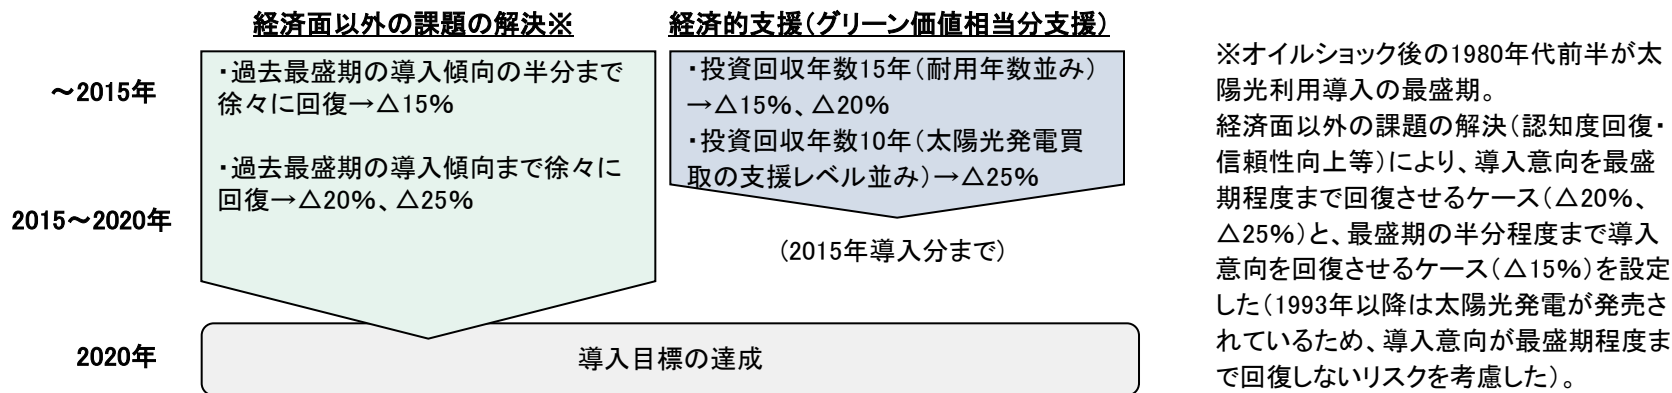 経済面以外の課題の解決※
経済的支援(グリーン価値相当分支援)
～2015年
・過去最盛期の導入傾向の半分まで
徐々に回復→△15%
・過去最盛期の導入傾向まで徐々に
回復→△20%、△25%
・投資回収年数15年(耐用年数並み)
→△15%、△20%
・投資回収年数10年(太陽光発電買
取の支援レベル並み)→△25%
2015～2020年
(2015年導入分まで)
2020年
導入目標の達成
※オイルショック後の1980年代前半が太
陽光利用導入の最盛期。
経済面以外の課題の解決(認知度回復・
信頼性向上等)により、導入意向を最盛
期程度まで回復させるケース(△20%、
△25%)と、最盛期の半分程度まで導入
意向を回復させるケース(△15%)を設定
した(1993年以降は太陽光発電が発売さ
れているため、導入意向が最盛期程度ま
で回復しないリスクを考慮した)。